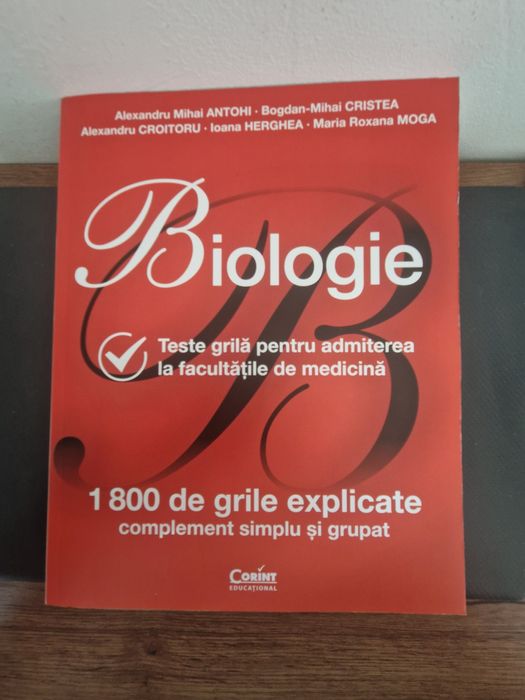 Alexandru Mihai ANTOHI · Bogdan-Mihai CRISTEA
Alexandru CROITORU · Ioana HERGHEA · Maria Roxana MOGA
Biologie
Teste grilă pentru admiterea
la facultățile de medicină
1 800 de grile explicate
complement simplu și grupat
CORINT
EDUCAȚIONAL